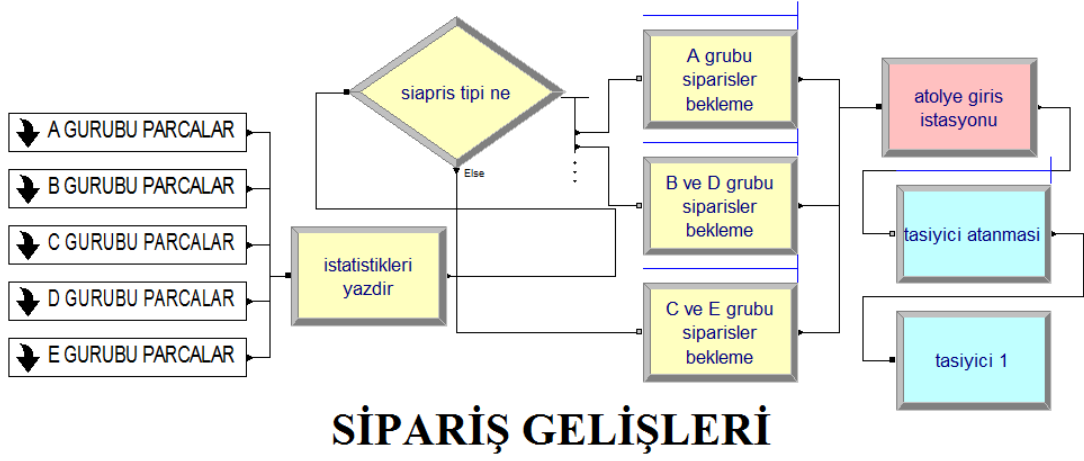 A GURUBU PARCALAR
B GURUBU PARCALAR
C GURUBU PARCALAR
D GURUBU PARCALAR
E GURUBU PARCALAR
istatistikleri
yazdir
siapris tipi ne
Else
A grubu
siparisler
bekleme
B ve D grubu
siparisler
bekleme
C ve E grubu
siparisler
bekleme
atolye giris
istasyonu
tasiyici atanmasi
tasiyici 1
SİPARİŞ GELİŞLERİ